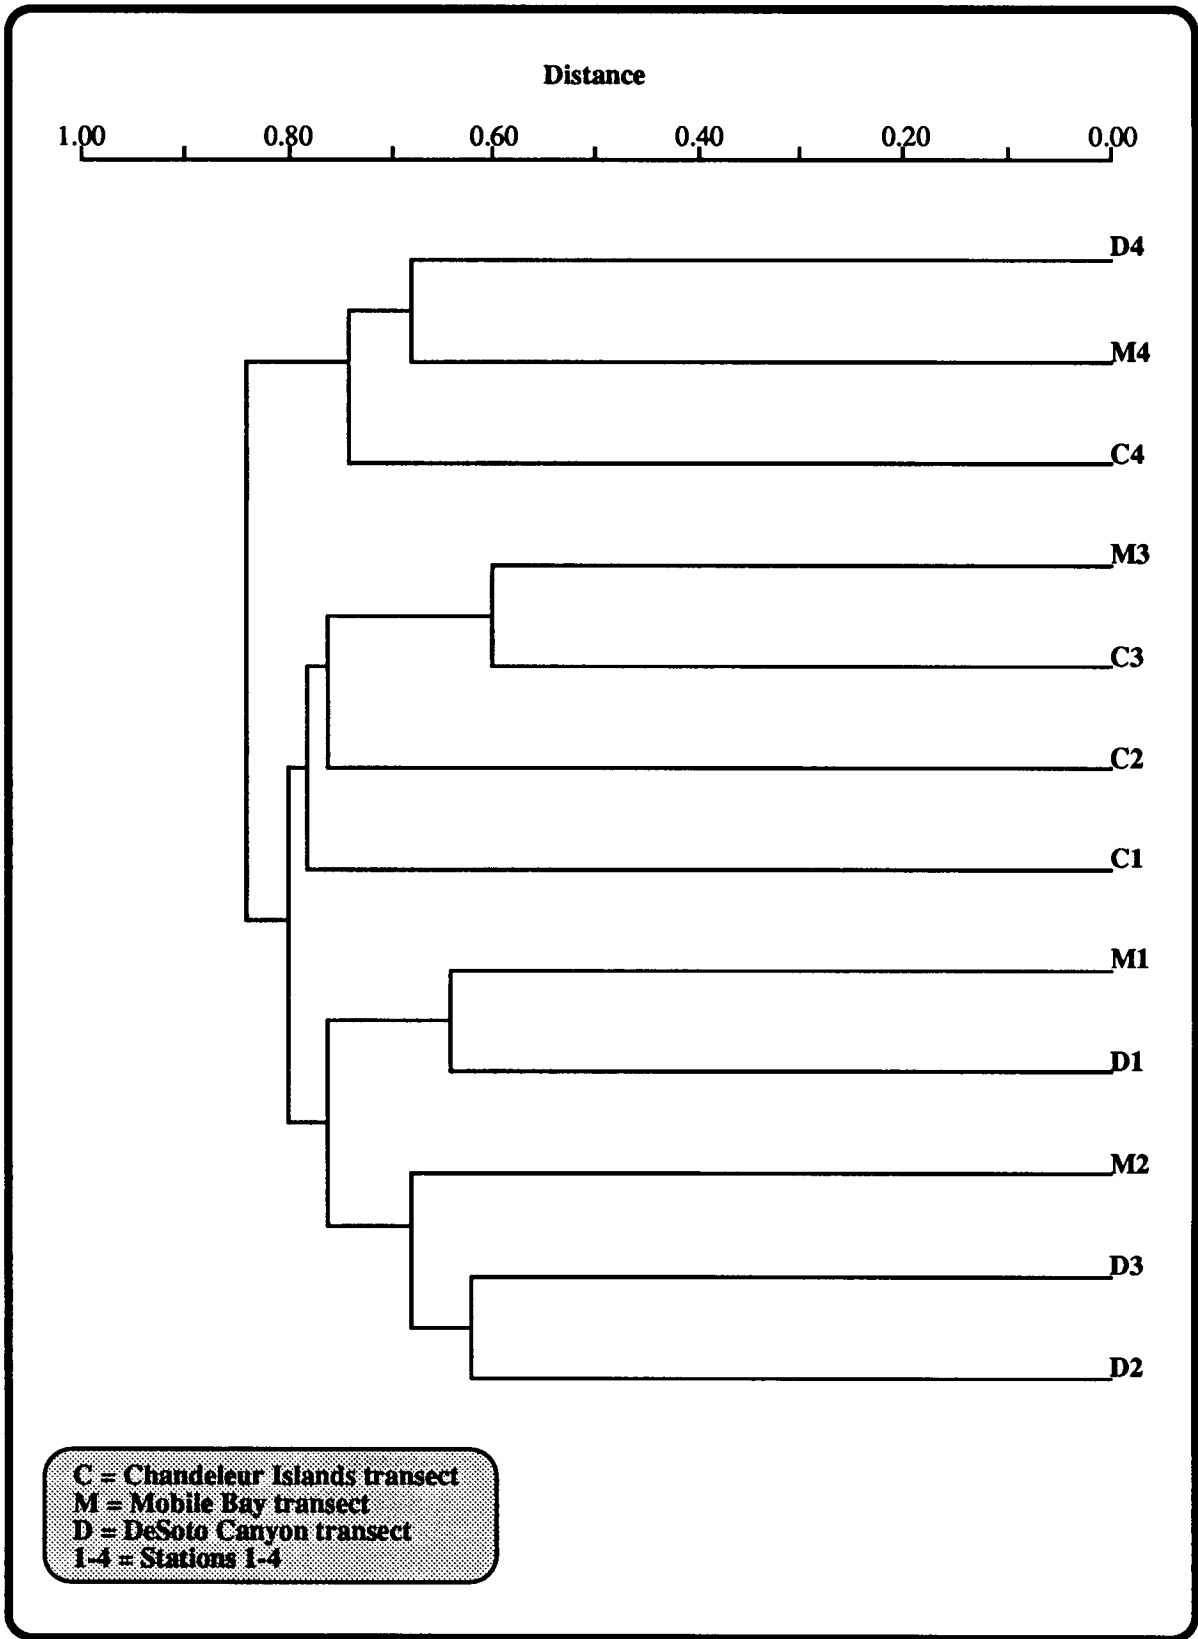 Distance
1.00 0.80 0.60 0.40 0.20 0.00
D4
M4
C4
M3
C3
C2
C1
M1
D1
M2
D3
D2
C = Chandeleur Islands transect
M = Mobile Bay transect
D = DeSoto Canyon transect
1-4 = Stations 1-4